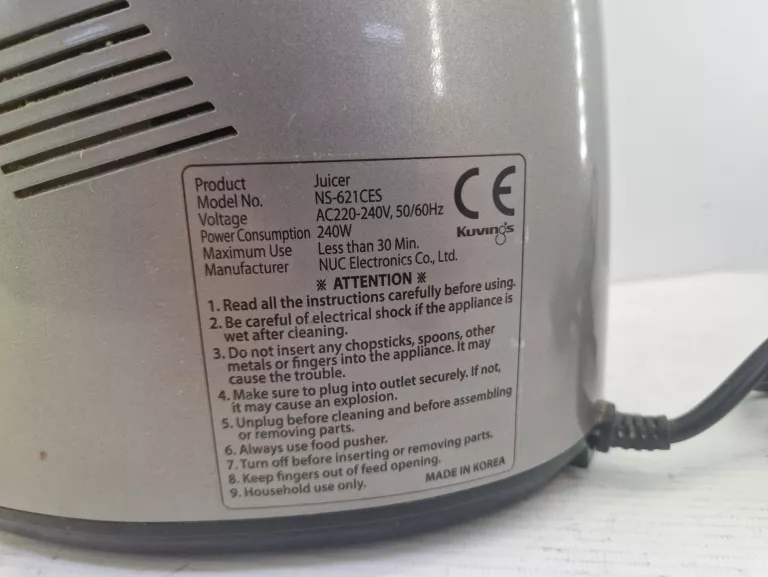 Product Juicer
Model No. NS-621CES
Voltage AC220-240V, 50/60Hz
Power Consumption 240W
Maximum Use Less than 30 Min.
Manufacturer NUC Electronics Co., Ltd.
CE
Kuvings
※ ATTENTION ※
1. Read all the instructions carefully before using.
2. Be careful of electrical shock if the appliance is
wet after cleaning.
3. Do not insert any chopsticks, spoons, other
metals or fingers into the appliance. It may
cause the trouble.
4. Make sure to plug into outlet securely. If not,
it may cause an explosion.
5. Unplug before cleaning and before assembling
or removing parts.
6. Always use food pusher.
7. Turn off before inserting or removing parts.
8. Keep fingers out of feed opening.
9. Household use only.
MADE IN KOREA